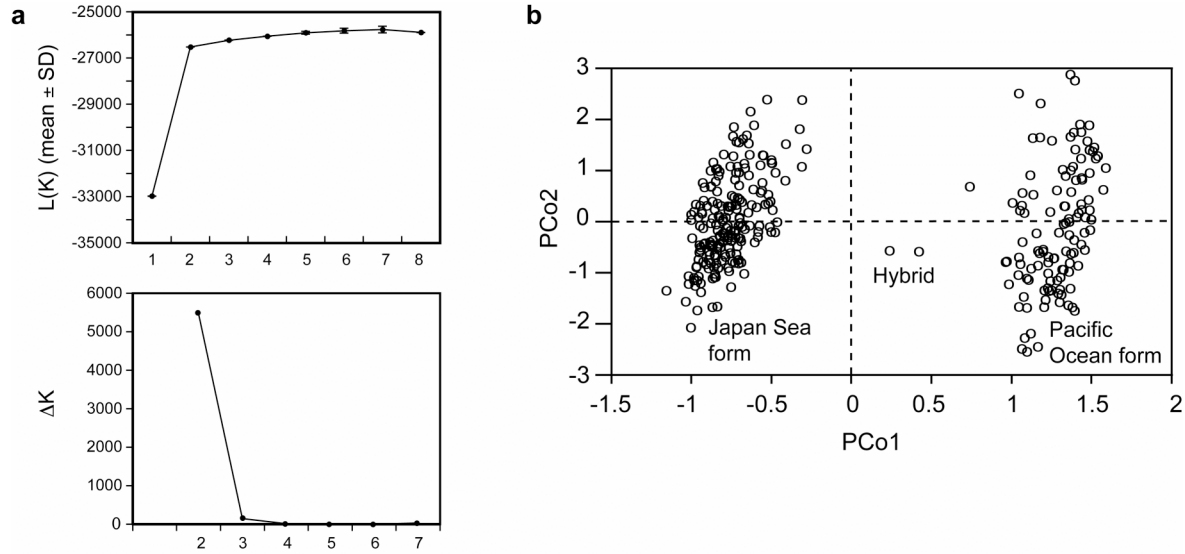 a
L(K) (mean ± SD)
-25000
-27000
-29000
-31000
-33000
-35000
1 2 3 4 5 6 7 8
ΔK
6000
5000
4000
3000
2000
1000
0
2 3 4 5 6 7
b
PCo2
3
2
1
0
-1
-2
-3
Hybrid
Japan Sea
form
Pacific
Ocean form
-1.5 -1 -0.5 0 0.5 1 1.5 2
PCo1